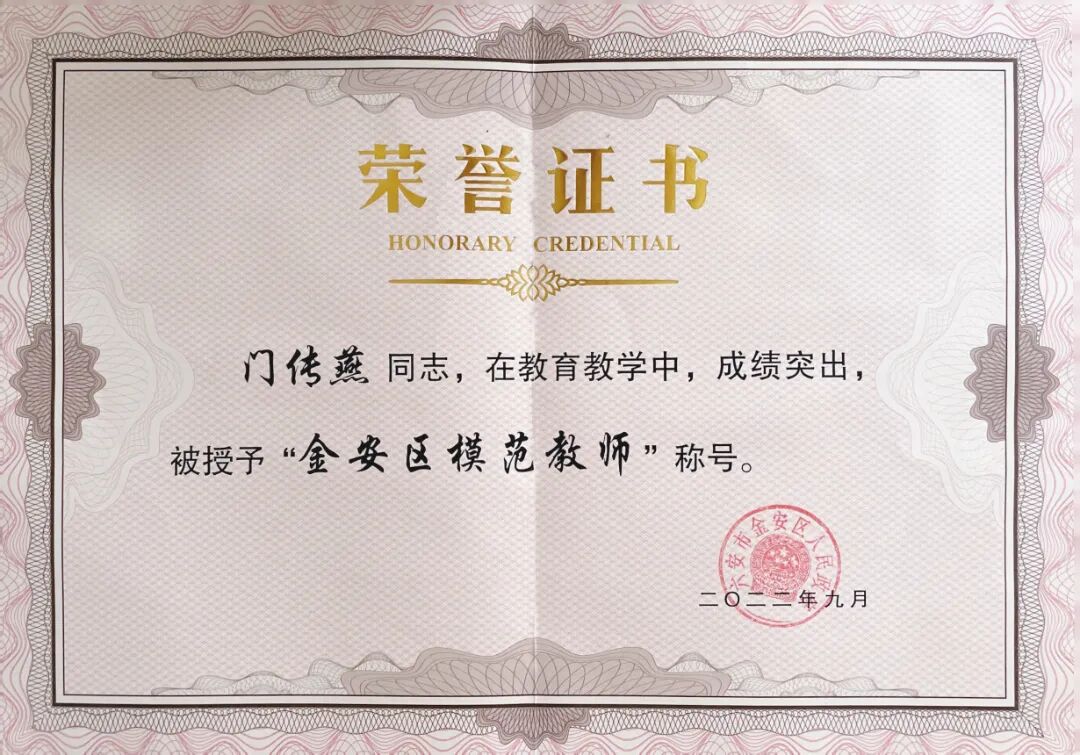 荣誉证书
HONORARY CREDENTIAL
门传燕同志，在教育教学中，成绩突出，
被授予“金安区模范教师”称号。
六安市金安区人民政府
二〇二二年九月